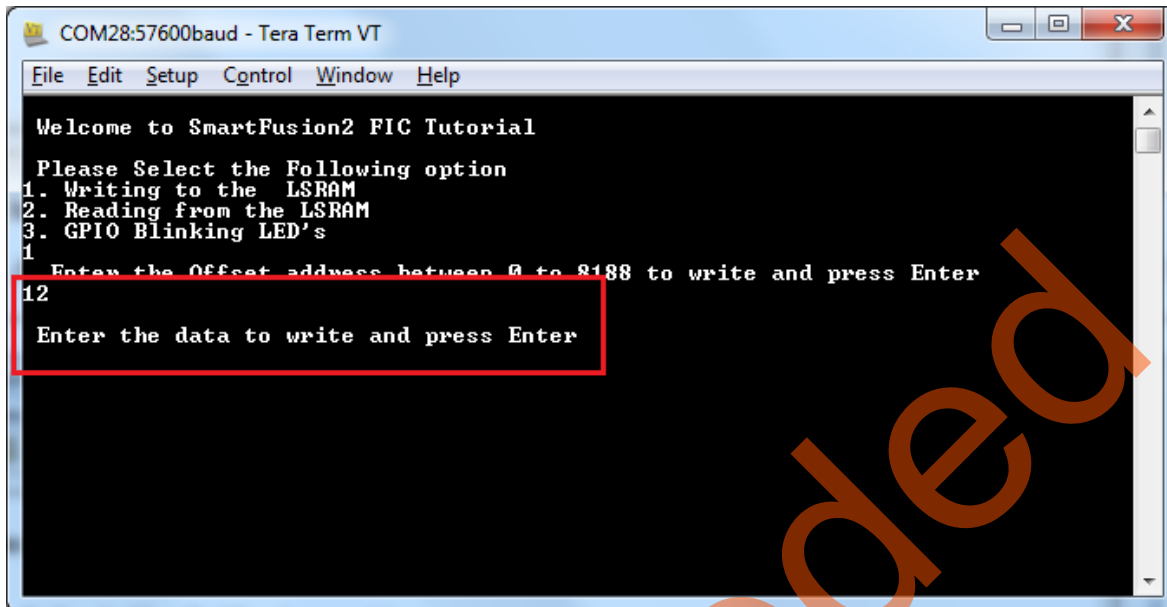 COM28:57600baud - Tera Term VT
File Edit Setup Control Window Help
Welcome to SmartFusion2 FIC Tutorial
Please Select the Following option
1. Writing to the LSRAM
2. Reading from the LSRAM
3. GPIO Blinking LED's
1
Enter the Offset address between 0 to 8188 to write and press Enter
12
Enter the data to write and press Enter
ded